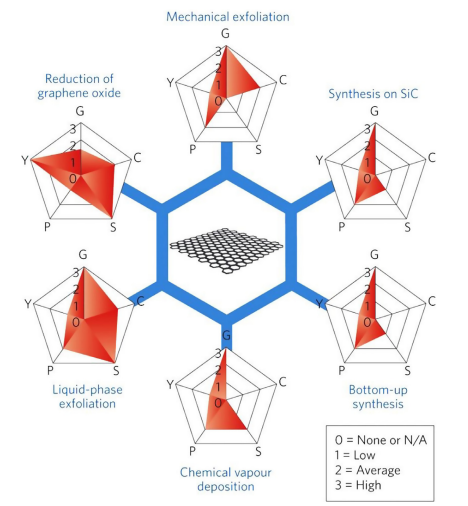 Mechanical exfoliation
G
3
2
1
0
Y
C
P
S
Reduction of
graphene oxide
G
3
2
1
0
Y
C
P
S
Synthesis on SiC
G
3
2
1
0
Y
C
P
S
G
3
2
1
0
Y
C
P
S
Liquid-phase
exfoliation
G
3
2
1
0
Y
C
P
S
Bottom-up
synthesis
G
3
2
1
0
Y
C
P
S
Chemical vapour
deposition
0 = None or N/A
1 = Low
2 = Average
3 = High